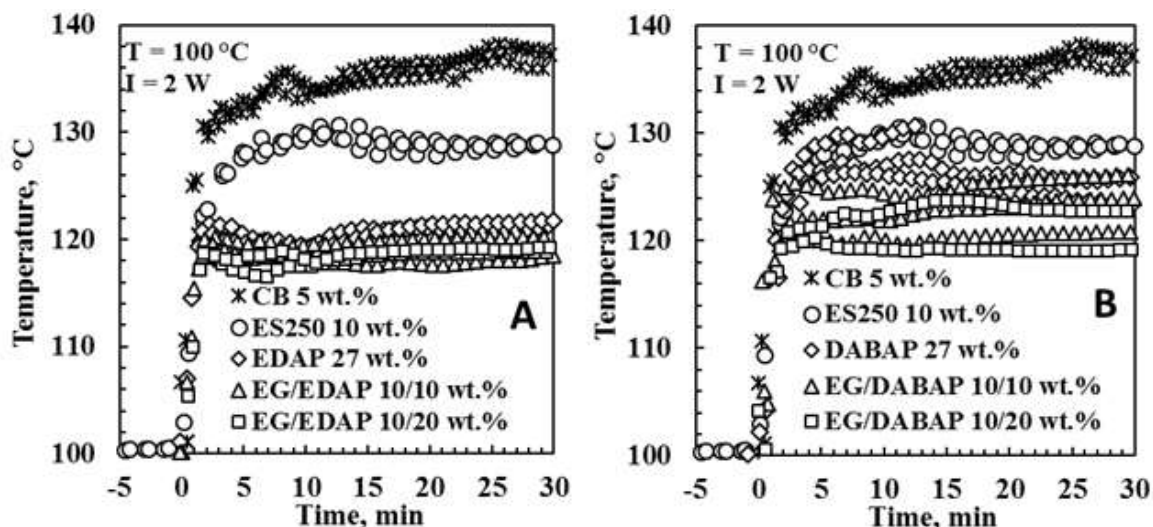 140
130
120
110
100
Temperature, °C
T = 100 °C
I = 2 W
CB 5 wt.%
A
ES250 10 wt.%
EDAP 27 wt.%
EG/EDAP 10/10 wt.%
EG/EDAP 10/20 wt.%
-5 0 5 10 15 20 25 30
Time, min
140
130
120
110
100
Temperature, °C
T = 100 °C
I = 2 W
CB 5 wt.%
B
ES250 10 wt.%
DABAP 27 wt.%
EG/DABAP 10/10 wt.%
EG/DABAP 10/20 wt.%
-5 0 5 10 15 20 25 30
Time, min